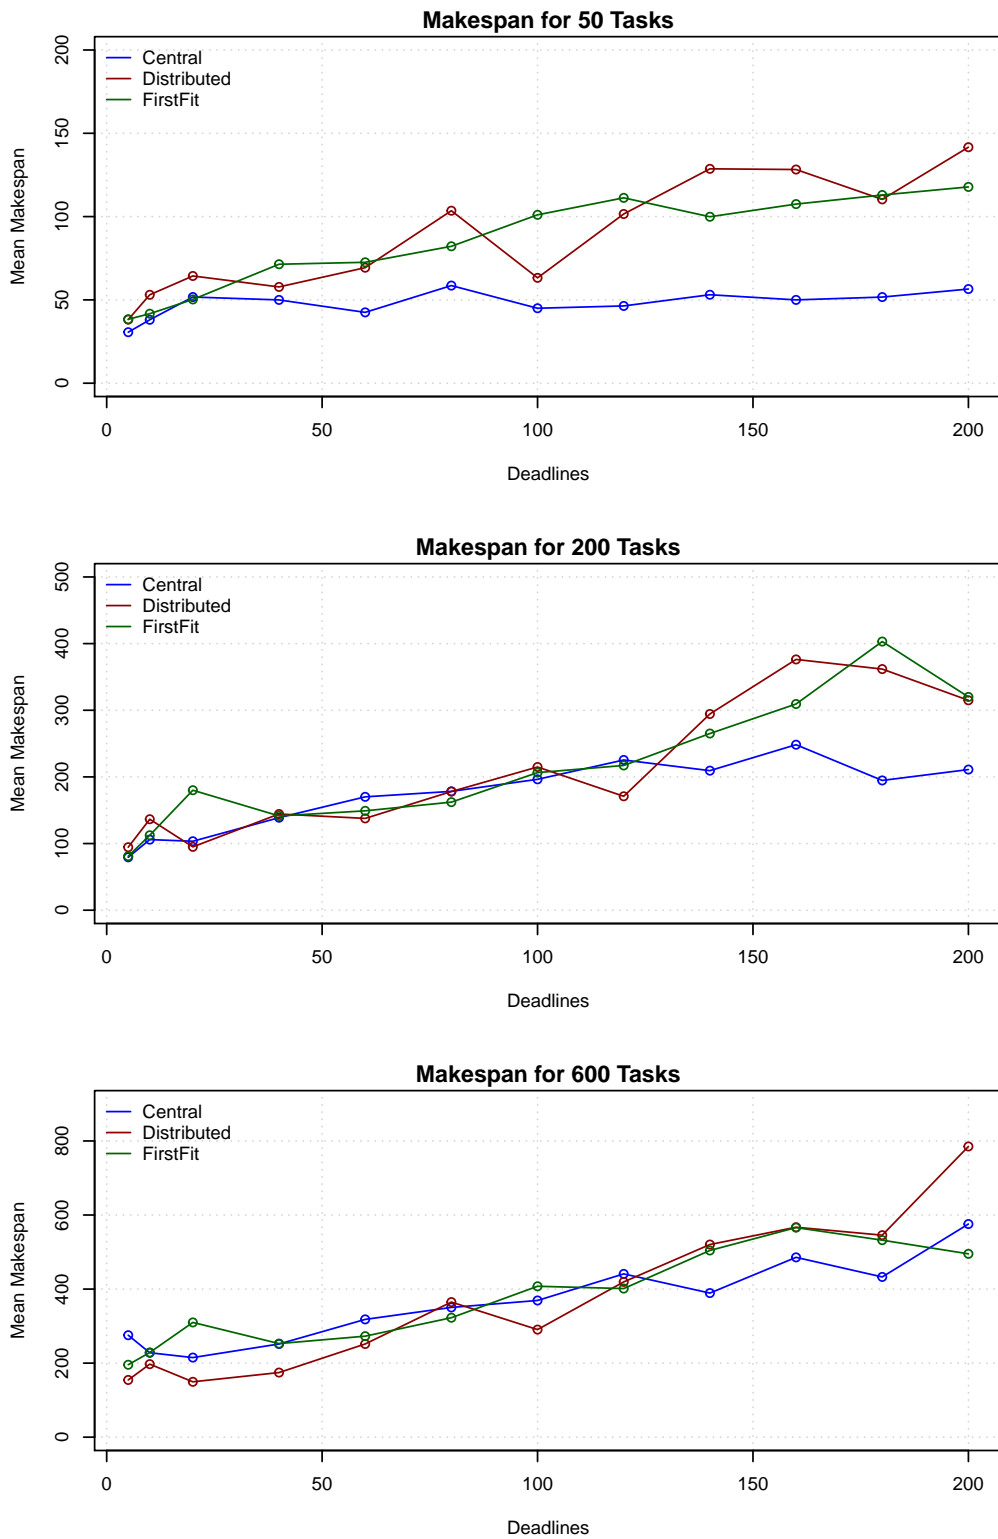 Makespan for 50 Tasks
Central
Distributed
FirstFit
Mean Makespan
0
50
100
150
200
0
50
100
150
200
Deadlines
Makespan for 200 Tasks
Central
Distributed
FirstFit
Mean Makespan
0
100
200
300
400
500
0
50
100
150
200
Deadlines
Makespan for 600 Tasks
Central
Distributed
FirstFit
Mean Makespan
0
200
400
600
800
0
50
100
150
200
Deadlines